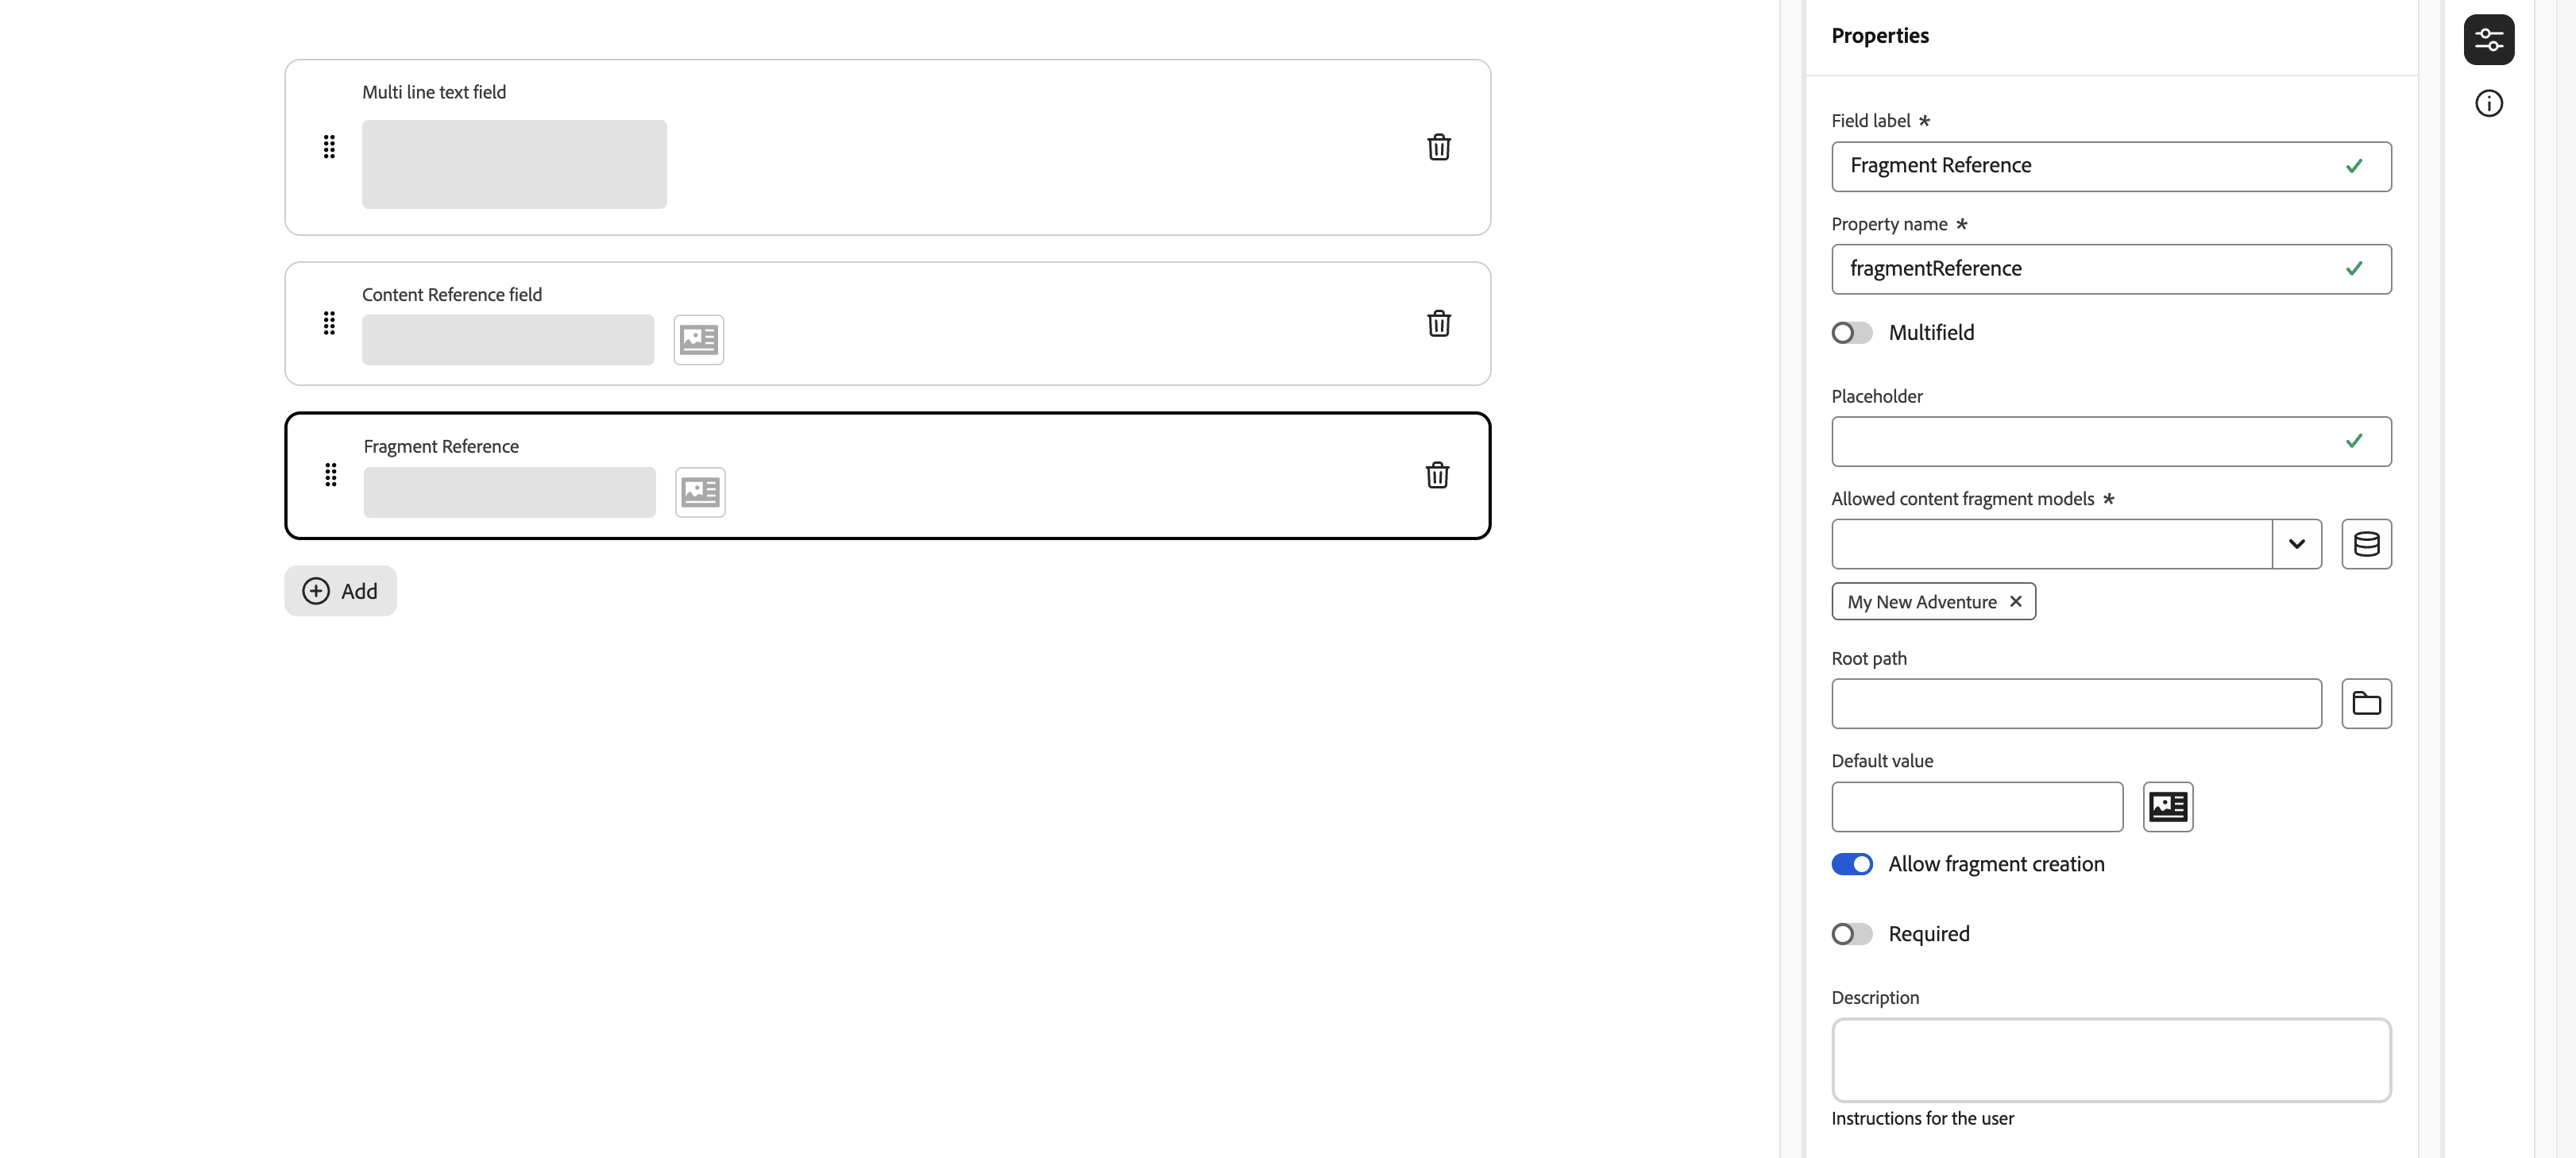 Multi line text field
Content Reference field
Fragment Reference
Add
Properties
Field label *
Fragment Reference
Property name *
fragmentReference
Multifield
Placeholder
Allowed content fragment models *
My New Adventure
Root path
Default value
Allow fragment creation
Required
Description
Instructions for the user